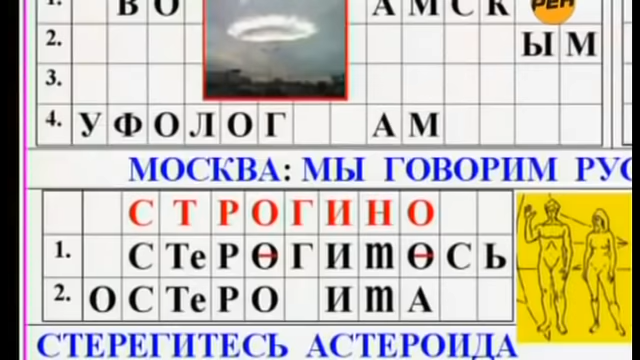 1. ВО АМСК РЕН
2. ЫМ
3.
4. УФОЛОГ АМ
МОСКВА: МЫ ГОВОРИМ РУС
СТРОГИНО
1. СТеРОГИтОСЬ
2. ОСТеРО ИтА
СТЕРЕГИТЕСЬ АСТЕРОИДА